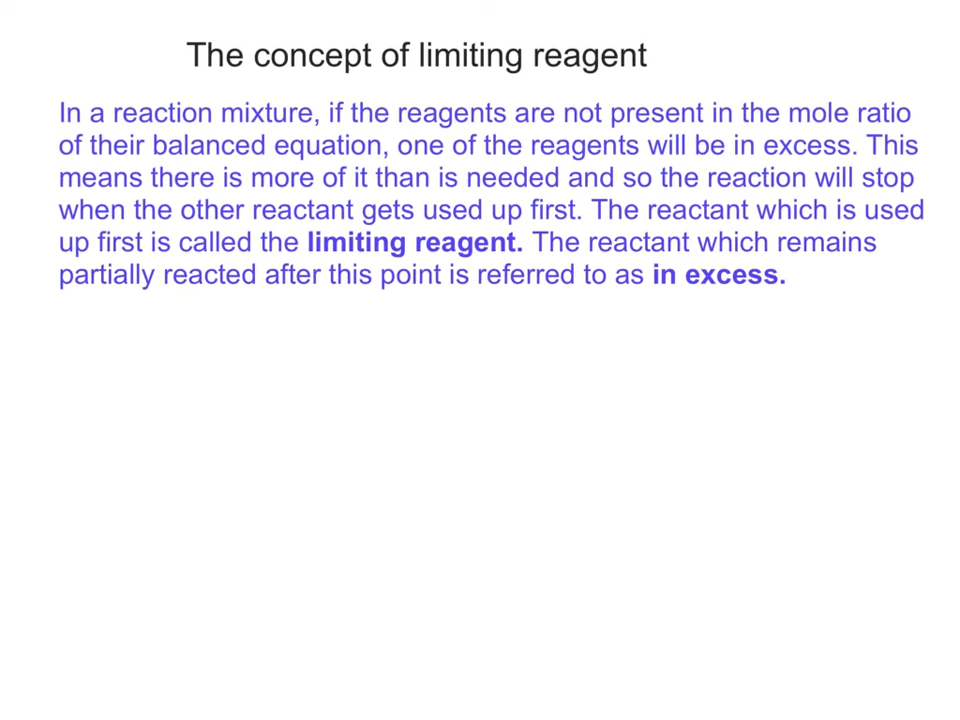 The concept of limiting reagent
In a reaction mixture, if the reagents are not present in the mole ratio
of their balanced equation, one of the reagents will be in excess. This
means there is more of it than is needed and so the reaction will stop
when the other reactant gets used up first. The reactant which is used
up first is called the limiting reagent. The reactant which remains
partially reacted after this point is referred to as in excess.